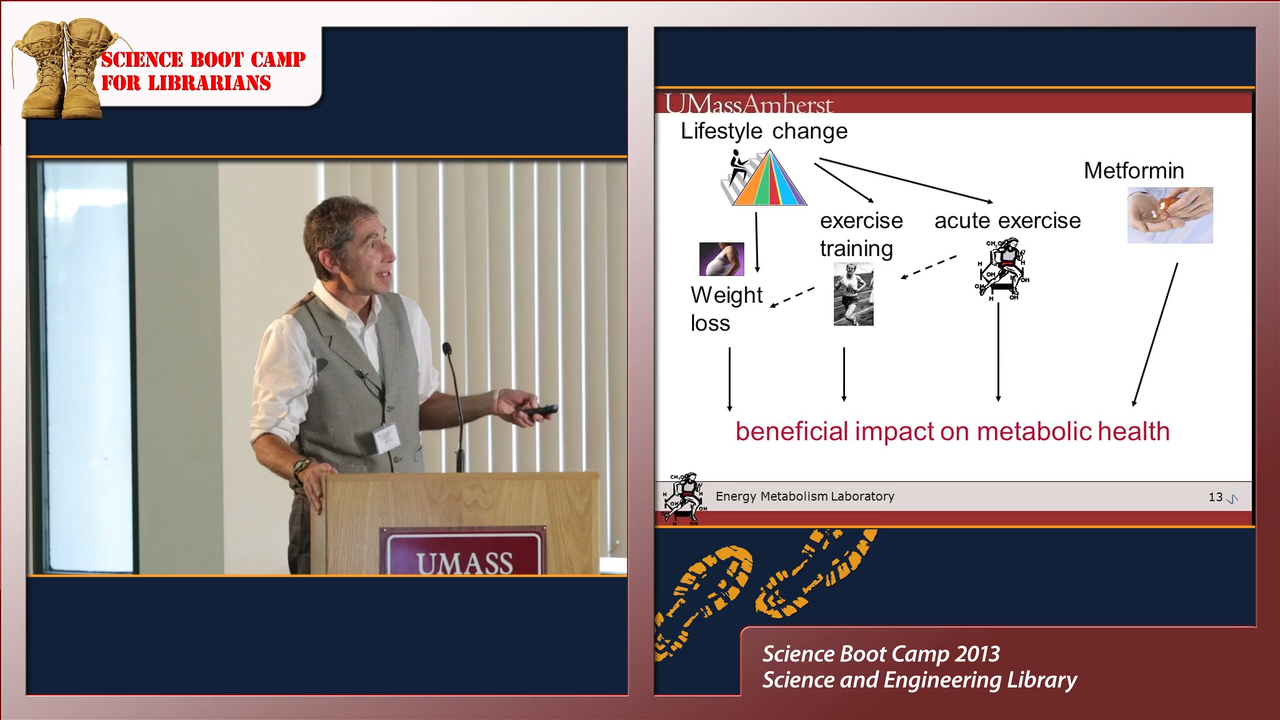 SCIENCE BOOT CAMP
FOR LIBRARIANS
UMASS
UMassAmherst
Lifestyle change
Metformin
exercise
training
acute exercise
Weight
loss
beneficial impact on metabolic health
Energy Metabolism Laboratory
13
Science Boot Camp 2013
Science and Engineering Library